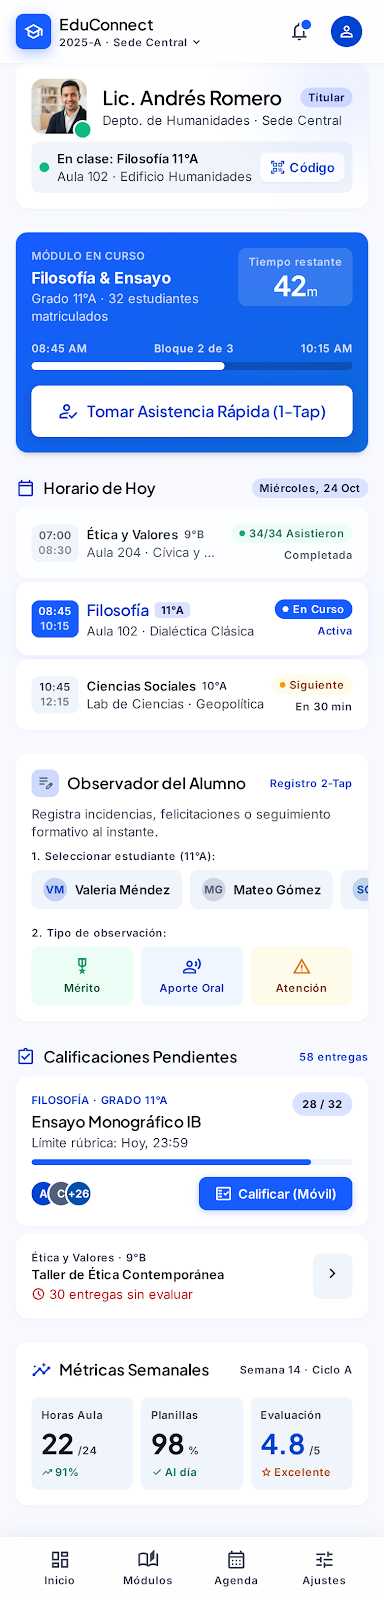 EduConnect
2025-A · Sede Central
Lic. Andrés Romero
Titular
Depto. de Humanidades · Sede Central
En clase: Filosofía 11°A
Aula 102 · Edificio Humanidades
Código
MÓDULO EN CURSO
Filosofía & Ensayo
Grado 11°A · 32 estudiantes
matriculados
Tiempo restante
42m
08:45 AM
Bloque 2 de 3
10:15 AM
Tomar Asistencia Rápida (1-Tap)
Horario de Hoy
Miércoles, 24 Oct
07:00
08:30
Ética y Valores 9°B
Aula 204 · Cívica y ...
34/34 Asistieron
Completada
08:45
10:15
Filosofía 11°A
Aula 102 · Dialéctica Clásica
En Curso
Activa
10:45
12:15
Ciencias Sociales 10°A
Lab de Ciencias · Geopolítica
Siguiente
En 30 min
Observador del Alumno
Registro 2-Tap
Registra incidencias, felicitaciones o seguimiento
formativo al instante.
1. Seleccionar estudiante (11°A):
VM Valeria Méndez
MG Mateo Gómez
2. Tipo de observación:
Mérito
Aporte Oral
Atención
Calificaciones Pendientes
58 entregas
FILOSOFÍA · GRADO 11°A
28 / 32
Ensayo Monográfico IB
Límite rúbrica: Hoy, 23:59
A
C
+26
Calificar (Móvil)
Ética y Valores · 9°B
Taller de Ética Contemporánea
30 entregas sin evaluar
Métricas Semanales
Semana 14 · Ciclo A
Horas Aula
22 /24
91%
Planillas
98 %
Al día
Evaluación
4.8 /5
Excelente
Inicio
Módulos
Agenda
Ajustes